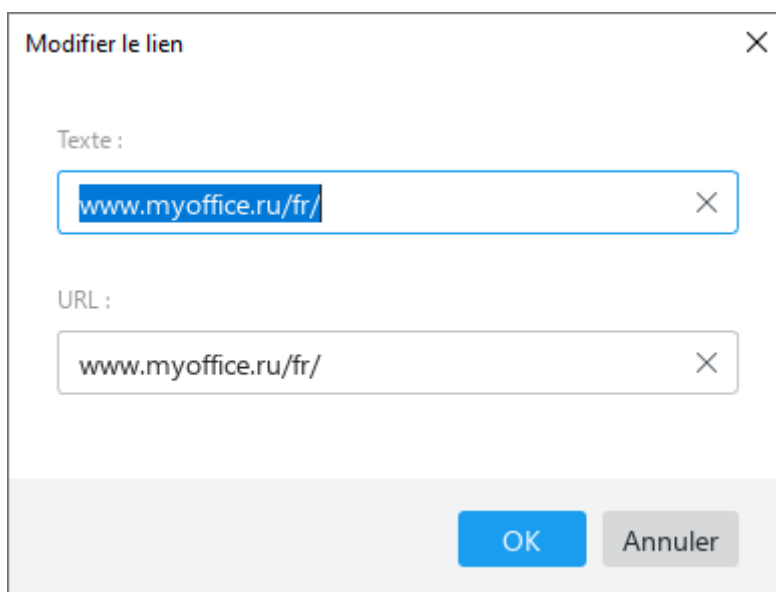 Modifier le lien
Texte :
www.myoffice.ru/fr/
URL :
www.myoffice.ru/fr/
OK Annuler